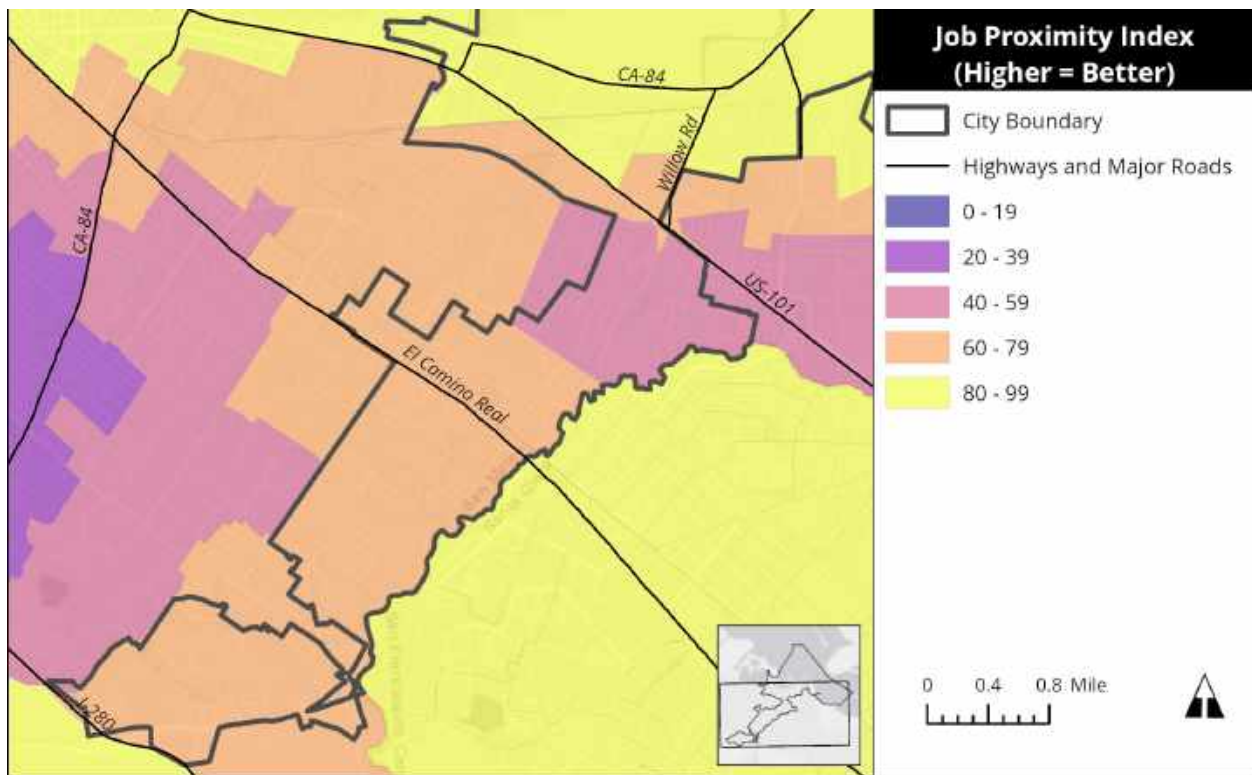 Job Proximity Index
(Higher = Better)
City Boundary
Highways and Major Roads
0 - 19
20 - 39
40 - 59
60 - 79
80 - 99
0 0.4 0.8 Mile
CA-84
Willow Rd
CA-84
US-101
El Camino Real
I-280